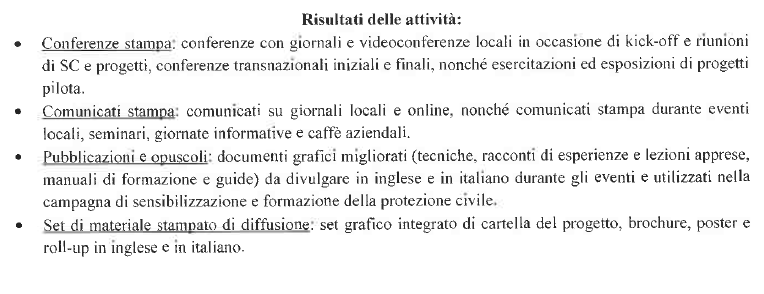 Risultati delle attività:
• Conferenze stampa: conferenze con giornali e videoconferenze locali in occasione di kick-off e riunioni
di SC e progetti, conferenze transnazionali iniziali e finali, nonché esercitazioni ed esposizioni di progetti
pilota.
• Comunicati stampa: comunicati su giornali locali e online, nonché comunicati stampa durante eventi
locali, seminari, giornate informative e caffè aziendali.
• Pubblicazioni e opuscoli: documenti grafici migliorati (tecniche, racconti di esperienze e lezioni apprese,
manuali di formazione e guide) da divulgare in inglese e in italiano durante gli eventi e utilizzati nella
campagna di sensibilizzazione e formazione della protezione civile.
• Set di materiale stampato di diffusione: set grafico integrato di cartella del progetto, brochure, poster e
roll-up in inglese e in italiano.